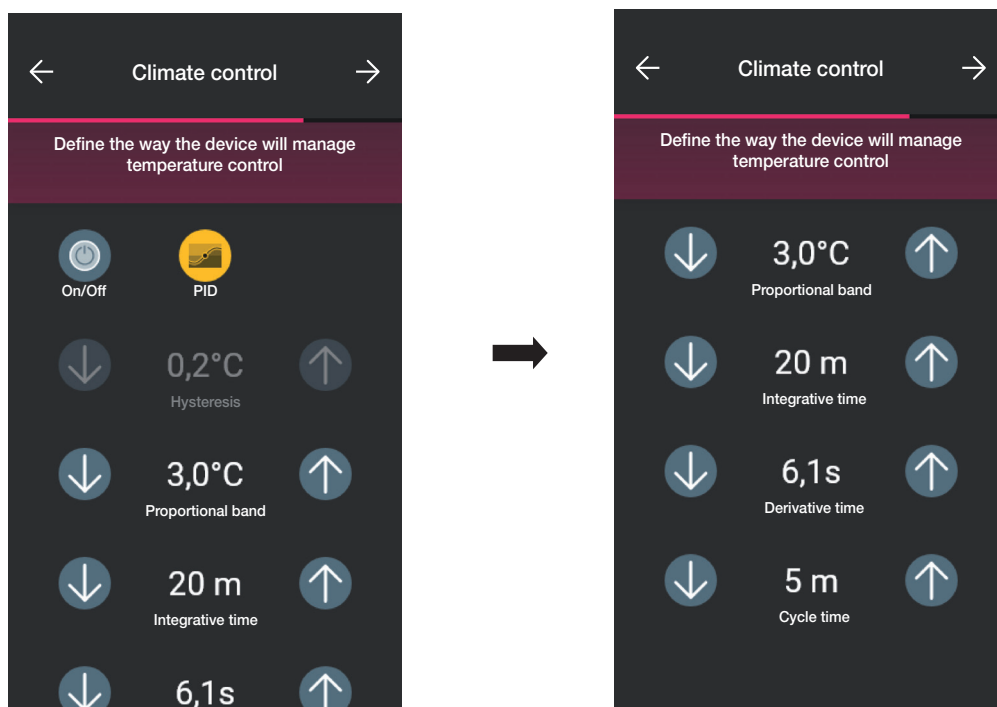 Climate control
Define the way the device will manage
temperature control
On/Off
PID
0,2°C
Hysteresis
3,0°C
Proportional band
20 m
Integrative time
6,1s
Climate control
Define the way the device will manage
temperature control
3,0°C
Proportional band
20 m
Integrative time
6,1s
Derivative time
5 m
Cycle time